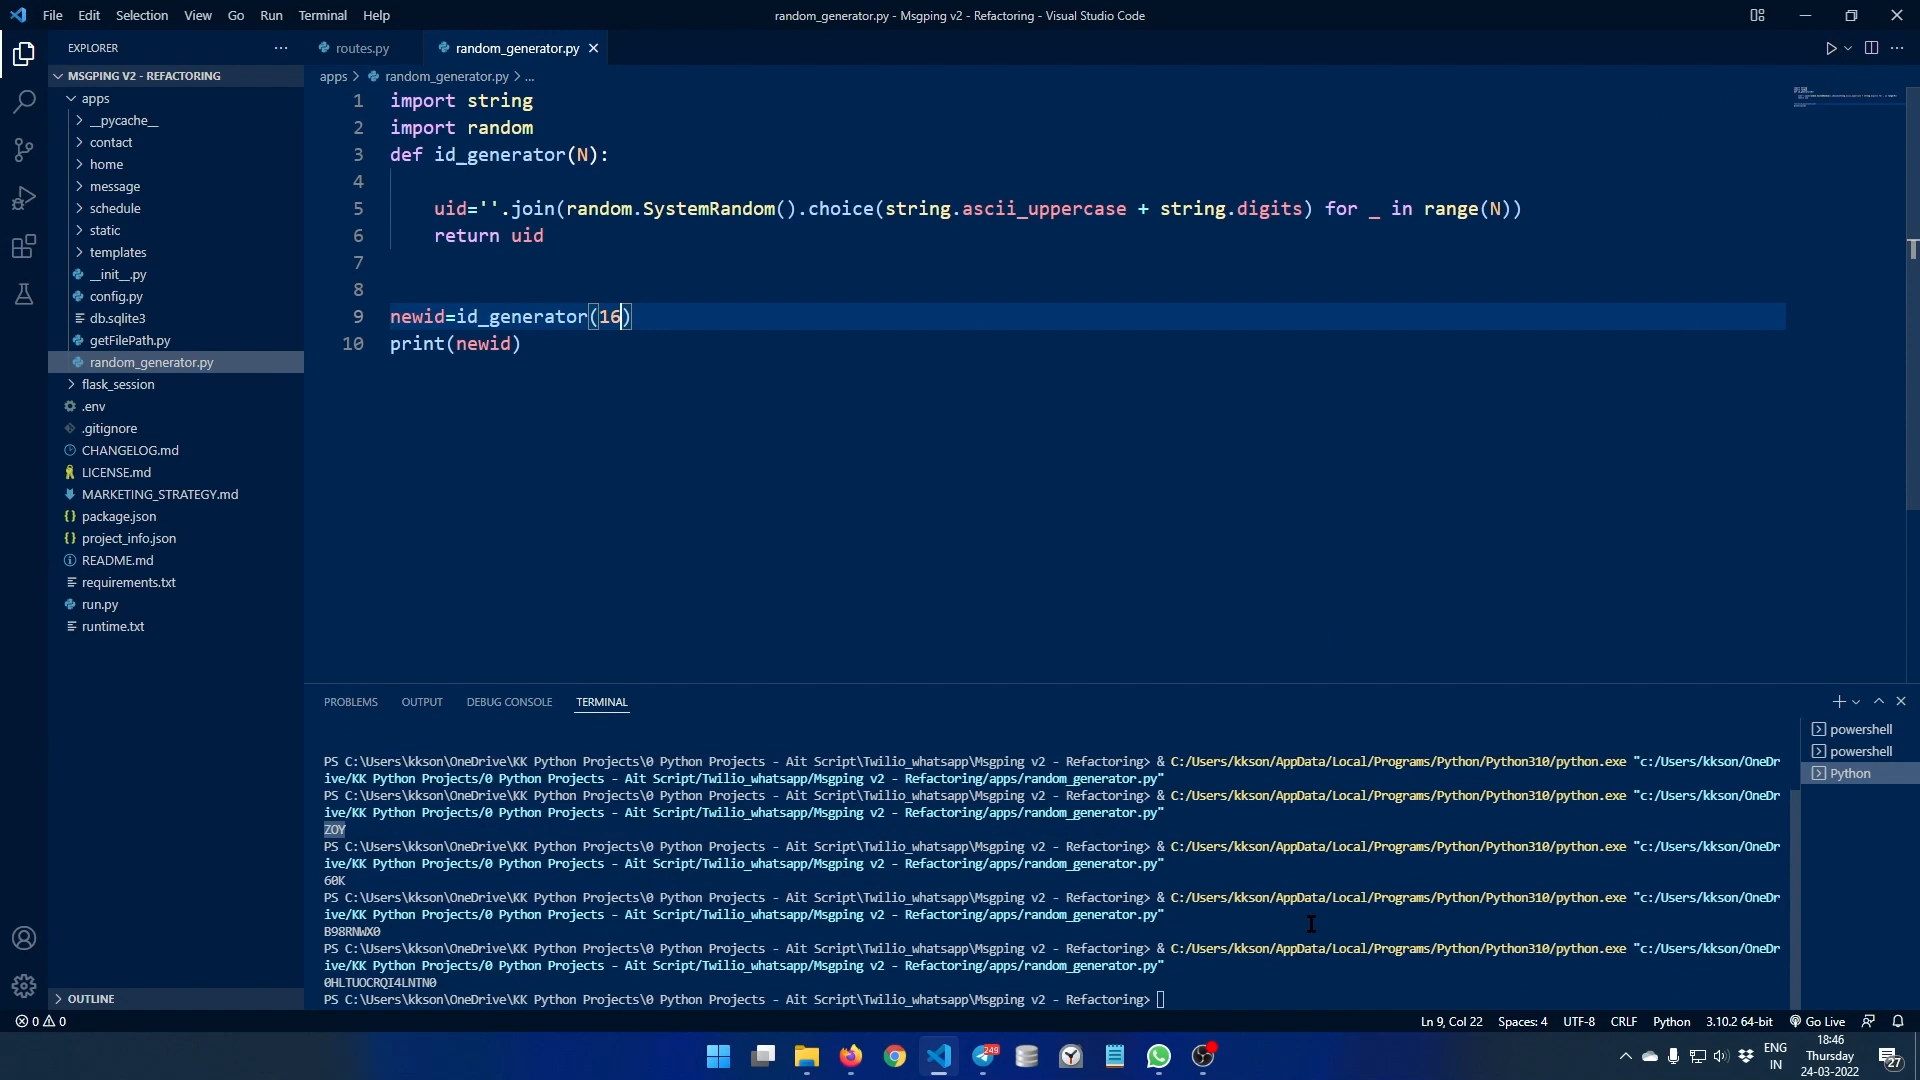 File Edit Selection View Go Run Terminal Help
random_generator.py - Msgping v2 - Refactoring - Visual Studio Code
EXPLORER
MSGPING V2 - REFACTORING
apps
__pycache__
contact
home
message
schedule
static
templates
__init__.py
config.py
db.sqlite3
getFilePath.py
random_generator.py
flask_session
.env
.gitignore
CHANGELOG.md
LICENSE.md
MARKETING_STRATEGY.md
package.json
project_info.json
README.md
requirements.txt
run.py
runtime.txt
OUTLINE
routes.py
random_generator.py
apps > random_generator.py > ...
1 import string
2 import random
3 def id_generator(N):
4
5 uid=''.join(random.SystemRandom().choice(string.ascii_uppercase + string.digits) for _ in range(N))
6 return uid
7
8
9 newid=id_generator(16)
10 print(newid)
PROBLEMS OUTPUT DEBUG CONSOLE TERMINAL
PS C:\Users\kkson\OneDrive\KK Python Projects\0 Python Projects - Ait Script\Twilio_whatsapp\Msgping v2 - Refactoring> & C:/Users/kkson/AppData/Local/Programs/Python/Python310/python.exe "c:/Users/kkson/OneDr
ive/KK Python Projects/0 Python Projects - Ait Script/Twilio_whatsapp/Msgping v2 - Refactoring/apps/random_generator.py"
PS C:\Users\kkson\OneDrive\KK Python Projects\0 Python Projects - Ait Script\Twilio_whatsapp\Msgping v2 - Refactoring> & C:/Users/kkson/AppData/Local/Programs/Python/Python310/python.exe "c:/Users/kkson/OneDr
ive/KK Python Projects/0 Python Projects - Ait Script/Twilio_whatsapp/Msgping v2 - Refactoring/apps/random_generator.py"
ZOY
PS C:\Users\kkson\OneDrive\KK Python Projects\0 Python Projects - Ait Script\Twilio_whatsapp\Msgping v2 - Refactoring> & C:/Users/kkson/AppData/Local/Programs/Python/Python310/python.exe "c:/Users/kkson/OneDr
ive/KK Python Projects/0 Python Projects - Ait Script/Twilio_whatsapp/Msgping v2 - Refactoring/apps/random_generator.py"
60K
PS C:\Users\kkson\OneDrive\KK Python Projects\0 Python Projects - Ait Script\Twilio_whatsapp\Msgping v2 - Refactoring> & C:/Users/kkson/AppData/Local/Programs/Python/Python310/python.exe "c:/Users/kkson/OneDr
ive/KK Python Projects/0 Python Projects - Ait Script/Twilio_whatsapp/Msgping v2 - Refactoring/apps/random_generator.py"
B98RNWX0
PS C:\Users\kkson\OneDrive\KK Python Projects\0 Python Projects - Ait Script\Twilio_whatsapp\Msgping v2 - Refactoring> & C:/Users/kkson/AppData/Local/Programs/Python/Python310/python.exe "c:/Users/kkson/OneDr
ive/KK Python Projects/0 Python Projects - Ait Script/Twilio_whatsapp/Msgping v2 - Refactoring/apps/random_generator.py"
0HLTUOCRQI4LNTN0
PS C:\Users\kkson\OneDrive\KK Python Projects\0 Python Projects - Ait Script\Twilio_whatsapp\Msgping v2 - Refactoring>
powershell
powershell
Python
0 0
Ln 9, Col 22 Spaces: 4 UTF-8 CRLF Python 3.10.2 64-bit Go Live
249
ENG
IN
18:46
Thursday
24-03-2022
27